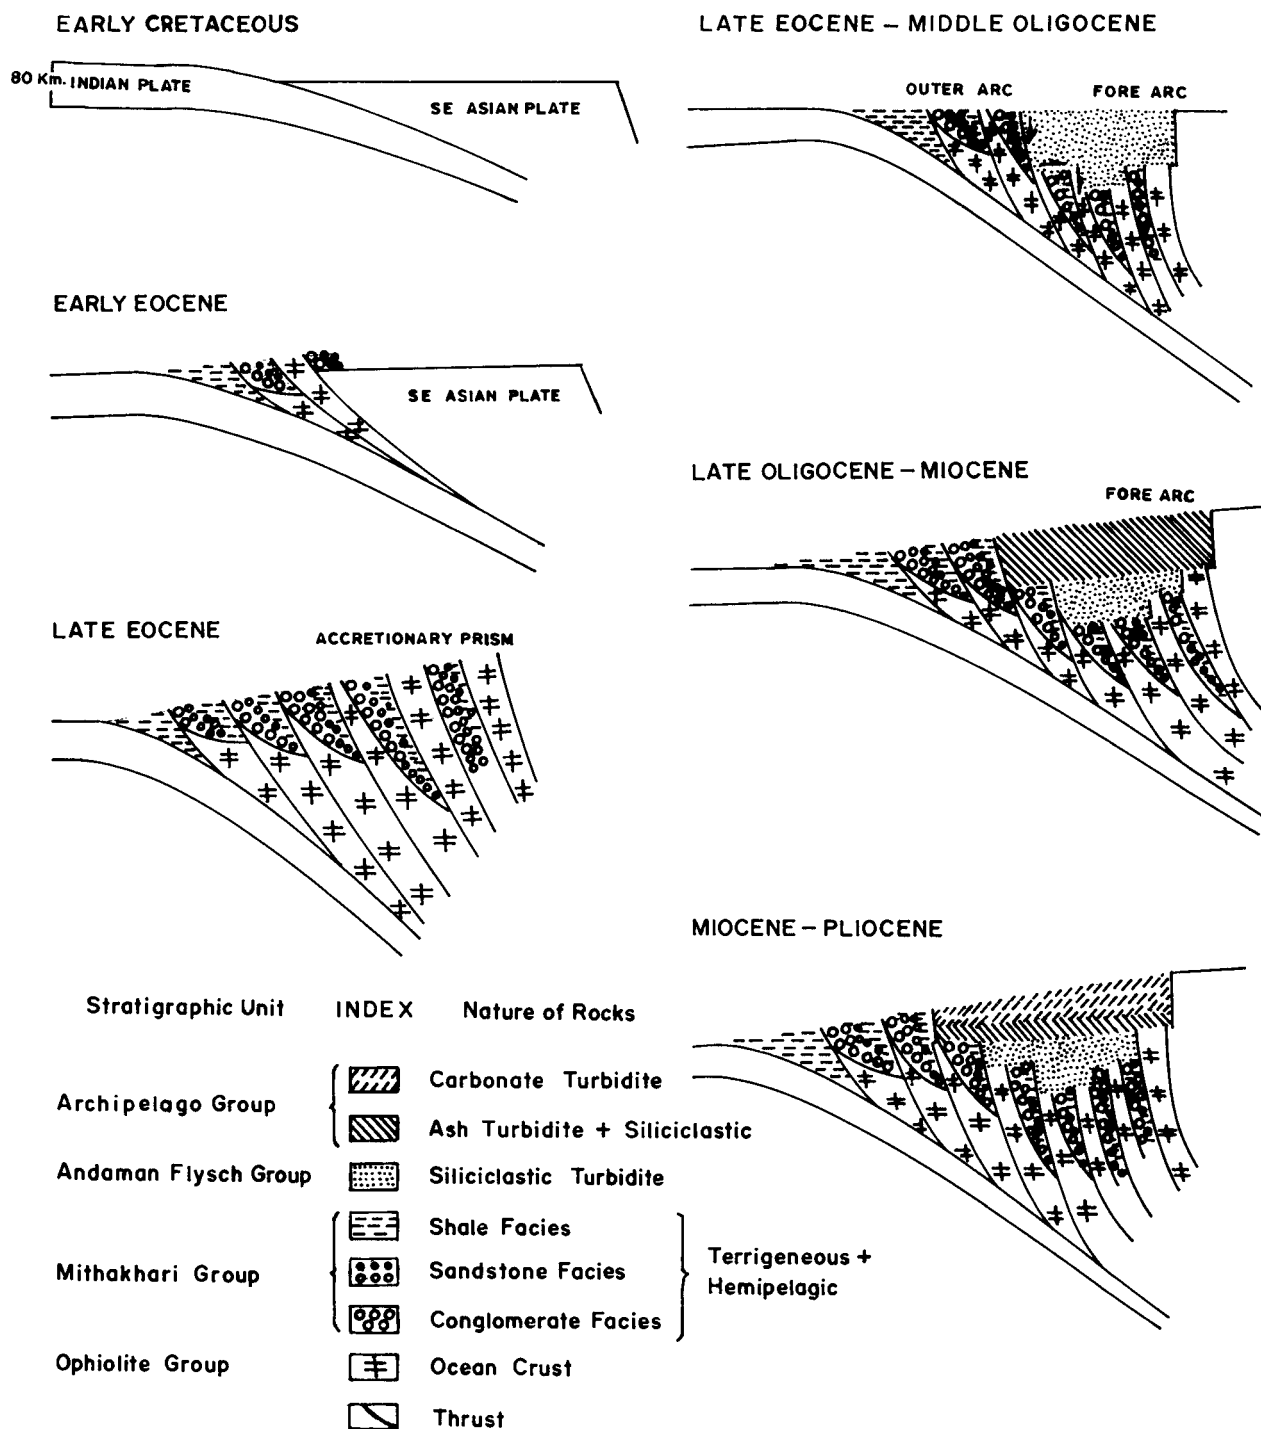 EARLY CRETACEOUS
80 Km. INDIAN PLATE
SE ASIAN PLATE
EARLY EOCENE
SE ASIAN PLATE
LATE EOCENE
ACCRETIONARY PRISM
LATE EOCENE – MIDDLE OLIGOCENE
OUTER ARC FORE ARC
LATE OLIGOCENE – MIOCENE
FORE ARC
MIOCENE – PLIOCENE
Stratigraphic Unit INDEX Nature of Rocks
Archipelago Group
Carbonate Turbidite
Ash Turbidite + Siliciclastic
Andaman Flysch Group Siliciclastic Turbidite
Mithakhari Group
Shale Facies
Sandstone Facies
Conglomerate Facies
Terrigeneous +
Hemipelagic
Ophiolite Group Ocean Crust
Thrust